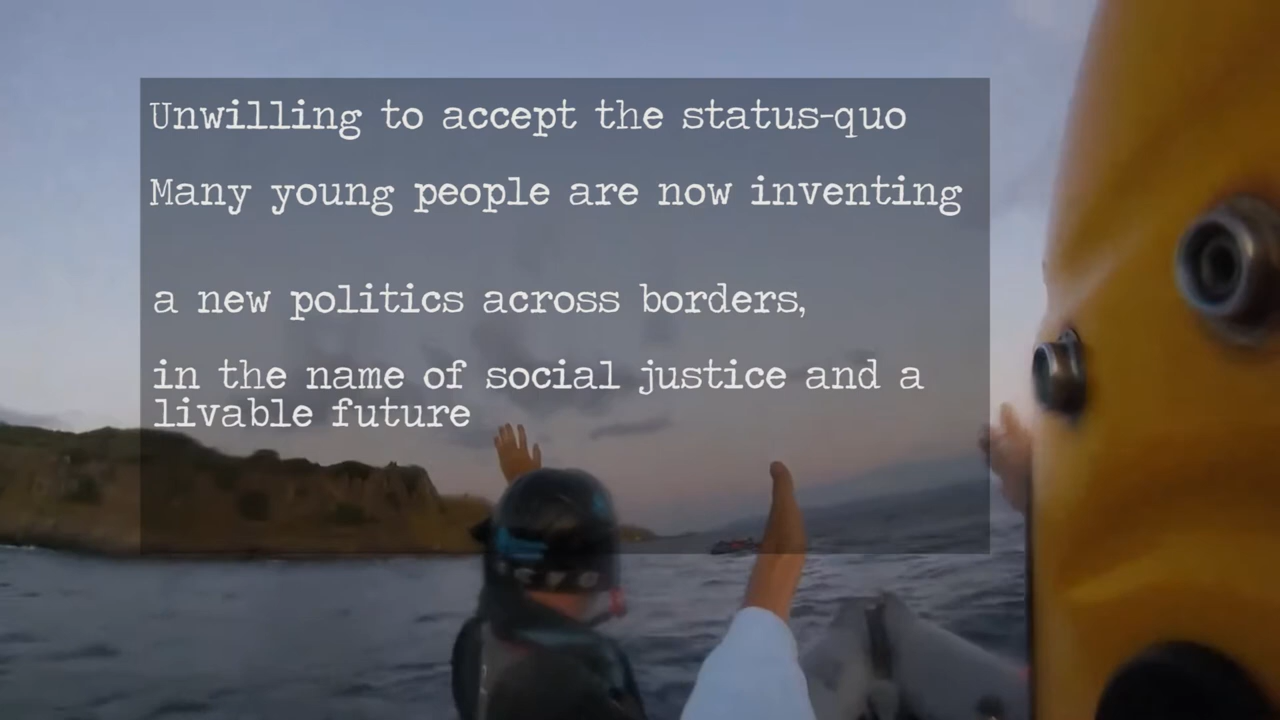 Unwilling to accept the status-quo
Many young people are now inventing
a new politics across borders,
in the name of social justice and a
livable future